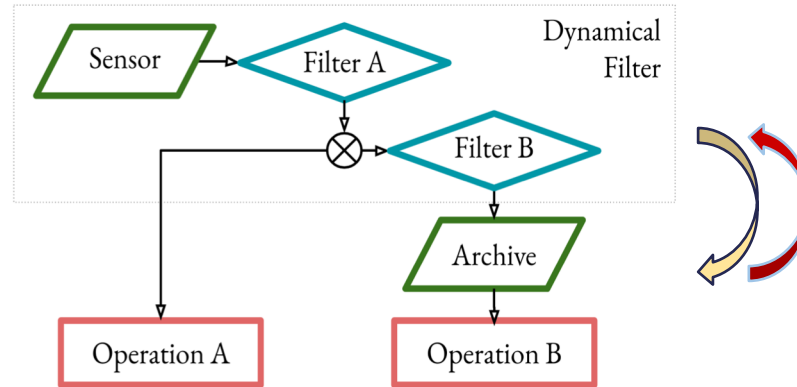 Dynamical
Filter
Sensor
Filter A
Filter B
Archive
Operation A
Operation B